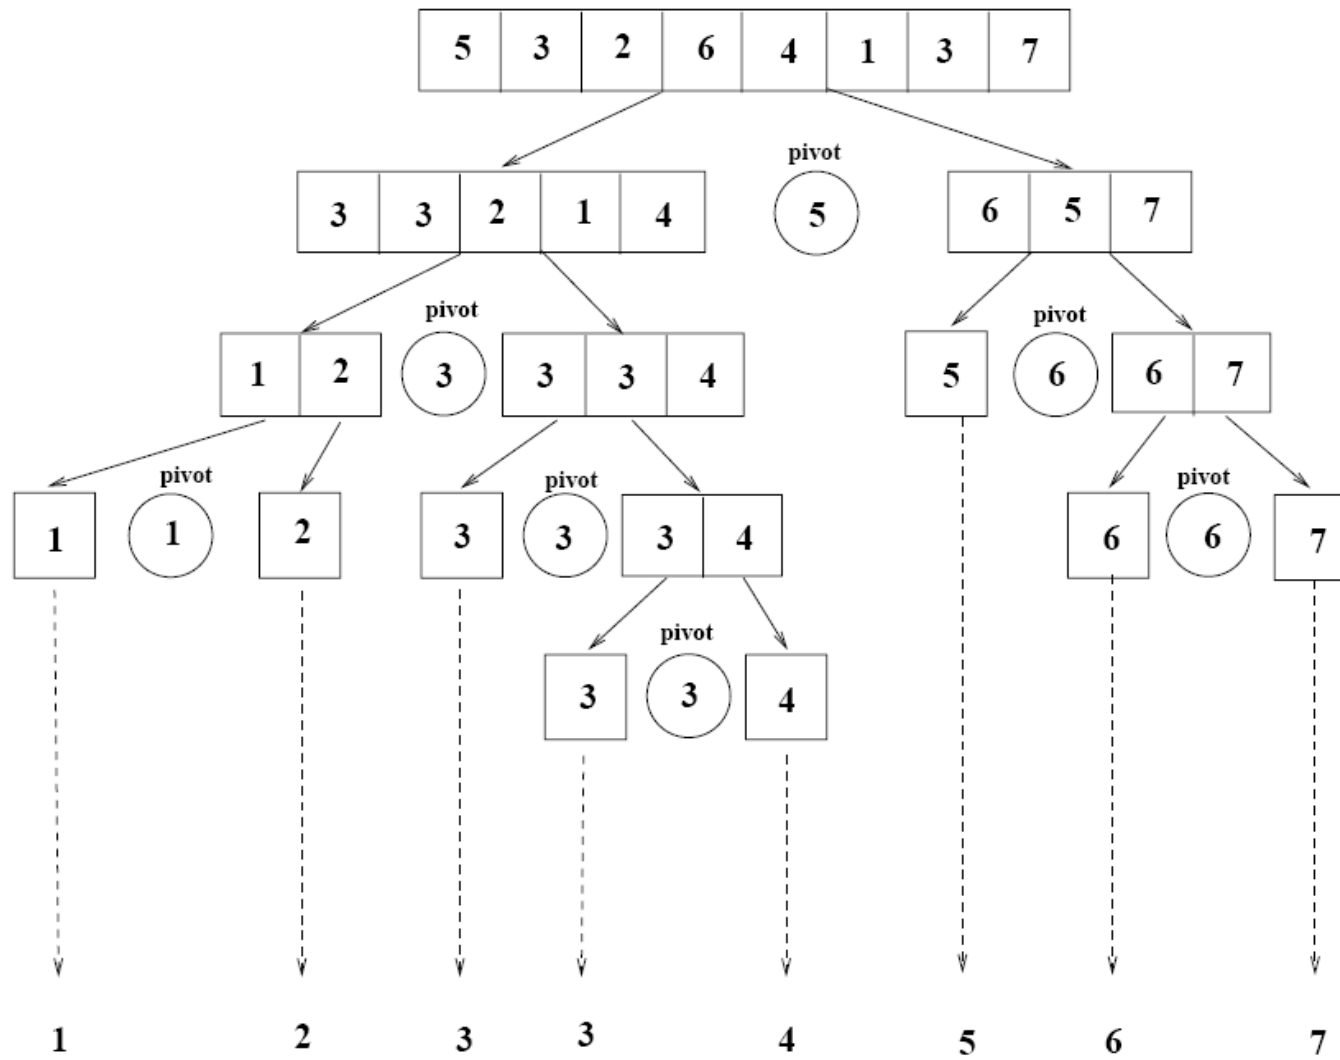 5 3 2 6 4 1 3 7
pivot
3 3 2 1 4 5 6 5 7
pivot pivot
1 2 3 3 3 4 5 6 6 7
pivot pivot pivot
1 1 2 3 3 3 4 6 6 7
pivot
3 3 4
1 2 3 3 4 5 6 7